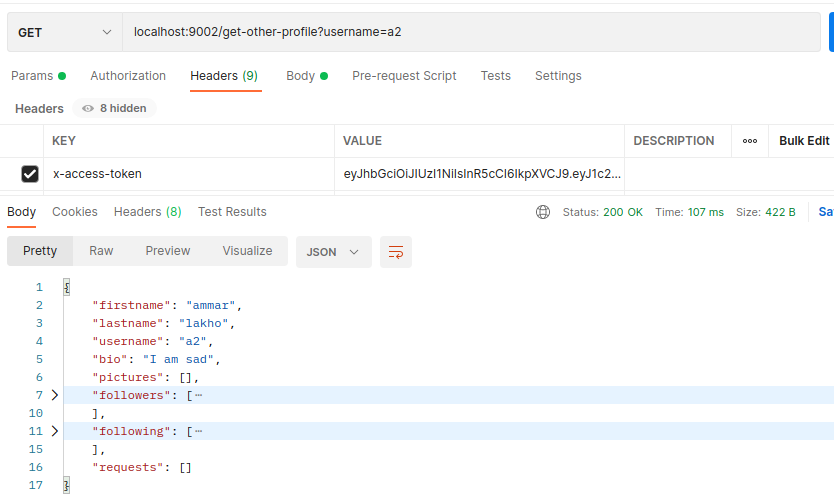 GET localhost:9002/get-other-profile?username=a2
Params Authorization Headers (9) Body Pre-request Script Tests Settings
Headers 8 hidden
KEY VALUE DESCRIPTION ooo Bulk Edit
x-access-token eyJhbGciOiJIUzI1NiIsInR5cCI6IkpXVCJ9.eyJ1c2...
Body Cookies Headers (8) Test Results Status: 200 OK Time: 107 ms Size: 422 B Sa
Pretty Raw Preview Visualize JSON
1 {
2 "firstname": "ammar",
3 "lastname": "lakho",
4 "username": "a2",
5 "bio": "I am sad",
6 "pictures": [],
7 "followers": [⋯
10 ],
11 "following": [⋯
15 ],
16 "requests": []
17 }